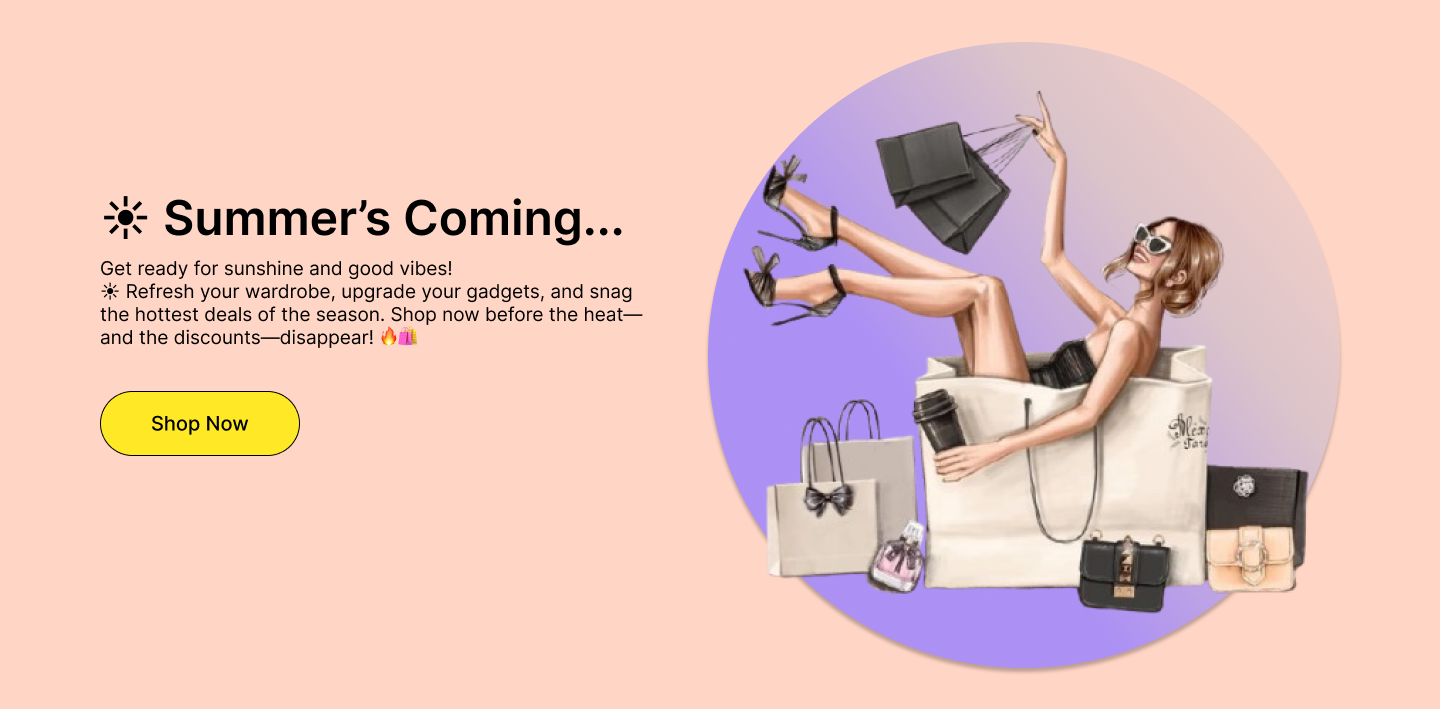 ☀ Summer’s Coming...
Get ready for sunshine and good vibes!
☀ Refresh your wardrobe, upgrade your gadgets, and snag
the hottest deals of the season. Shop now before the heat—
and the discounts—disappear! 🔥🛍️
Shop Now